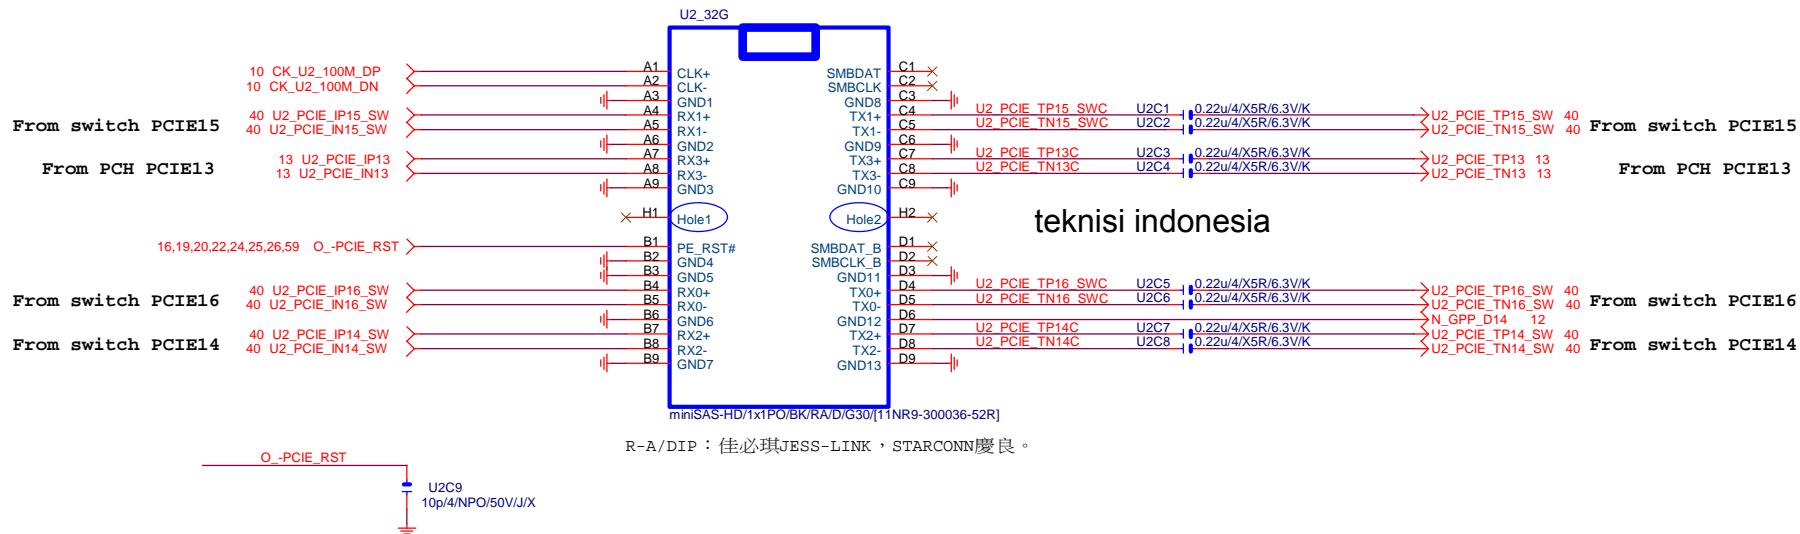 U2_32G
10 CK_U2_100M_DP A1 CLK+ SMBDAT C1
10 CK_U2_100M_DN A2 CLK- SMBCLK C2
A3 GND1 GND8 C3
From switch PCIE15 40 U2_PCIE_IP15_SW A4 RX1+ TX1+ C4 U2_PCIE_TP15_SWC U2C1 0.22u/4/X5R/6.3V/K U2_PCIE_TP15_SW 40 From switch PCIE15
40 U2_PCIE_IN15_SW A5 RX1- TX1- C5 U2_PCIE_TN15_SWC U2C2 0.22u/4/X5R/6.3V/K U2_PCIE_TN15_SW 40
A6 GND2 GND9 C6
From PCH PCIE13 13 U2_PCIE_IP13 A7 RX3+ TX3+ C7 U2_PCIE_TP13C U2C3 0.22u/4/X5R/6.3V/K U2_PCIE_TP13 13 From PCH PCIE13
13 U2_PCIE_IN13 A8 RX3- TX3- C8 U2_PCIE_TN13C U2C4 0.22u/4/X5R/6.3V/K U2_PCIE_TN13 13
A9 GND3 GND10 C9
H1 Hole1 Hole2 H2 teknisi indonesia
16,19,20,22,24,25,26,59 O_-PCIE_RST B1 PE_RST# SMBDAT_B D1
B2 GND4 SMBCLK_B D2
B3 GND5 GND11 D3
From switch PCIE16 40 U2_PCIE_IP16_SW B4 RX0+ TX0+ D4 U2_PCIE_TP16_SWC U2C5 0.22u/4/X5R/6.3V/K U2_PCIE_TP16_SW 40 From switch PCIE16
40 U2_PCIE_IN16_SW B5 RX0- TX0- D5 U2_PCIE_TN16_SWC U2C6 0.22u/4/X5R/6.3V/K U2_PCIE_TN16_SW 40
B6 GND6 GND12 D6 N_GPP_D14 12
From switch PCIE14 40 U2_PCIE_IP14_SW B7 RX2+ TX2+ D7 U2_PCIE_TP14C U2C7 0.22u/4/X5R/6.3V/K U2_PCIE_TP14_SW 40 From switch PCIE14
40 U2_PCIE_IN14_SW B8 RX2- TX2- D8 U2_PCIE_TN14C U2C8 0.22u/4/X5R/6.3V/K U2_PCIE_TN14_SW 40
B9 GND7 GND13 D9
miniSAS-HD/1x1PO/BK/RA/D/G30/[11NR9-300036-52R]
R-A/DIP：佳必琪JESS-LINK，STARCONN慶良。
O_-PCIE_RST
U2C9
10p/4/NPO/50V/J/X